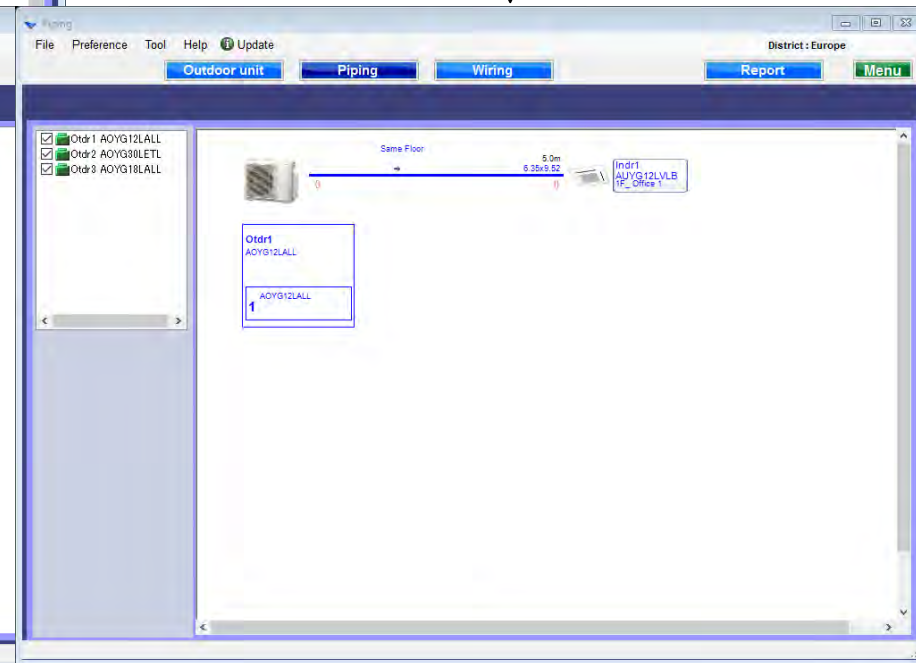 Piping
File Preference Tool Help Update
District : Europe
Outdoor unit Piping Wiring Report Menu
Otdr1 AOYG12LALL
Otdr2 AOYG30LETL
Otdr3 AOYG18LALL
Same Floor
5.0m
6.35x9.52
() ()
Indr1
AUYG12LVLB
1F_ Office 1
Otdr1
AOYG12LALL
AOYG12LALL
1